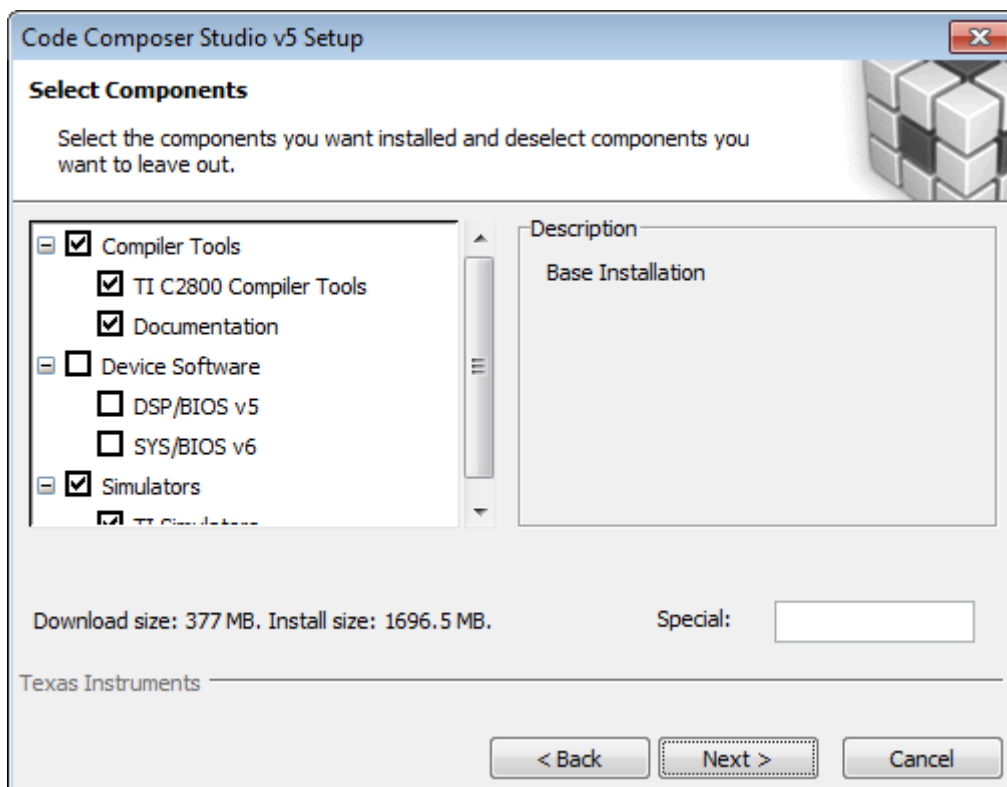 Code Composer Studio v5 Setup
Select Components
Select the components you want installed and deselect components you
want to leave out.
Compiler Tools
TI C2800 Compiler Tools
Documentation
Device Software
DSP/BIOS v5
SYS/BIOS v6
Simulators
TI Simulators
Description
Base Installation
Download size: 377 MB. Install size: 1696.5 MB.
Special:
Texas Instruments
< Back
Next >
Cancel